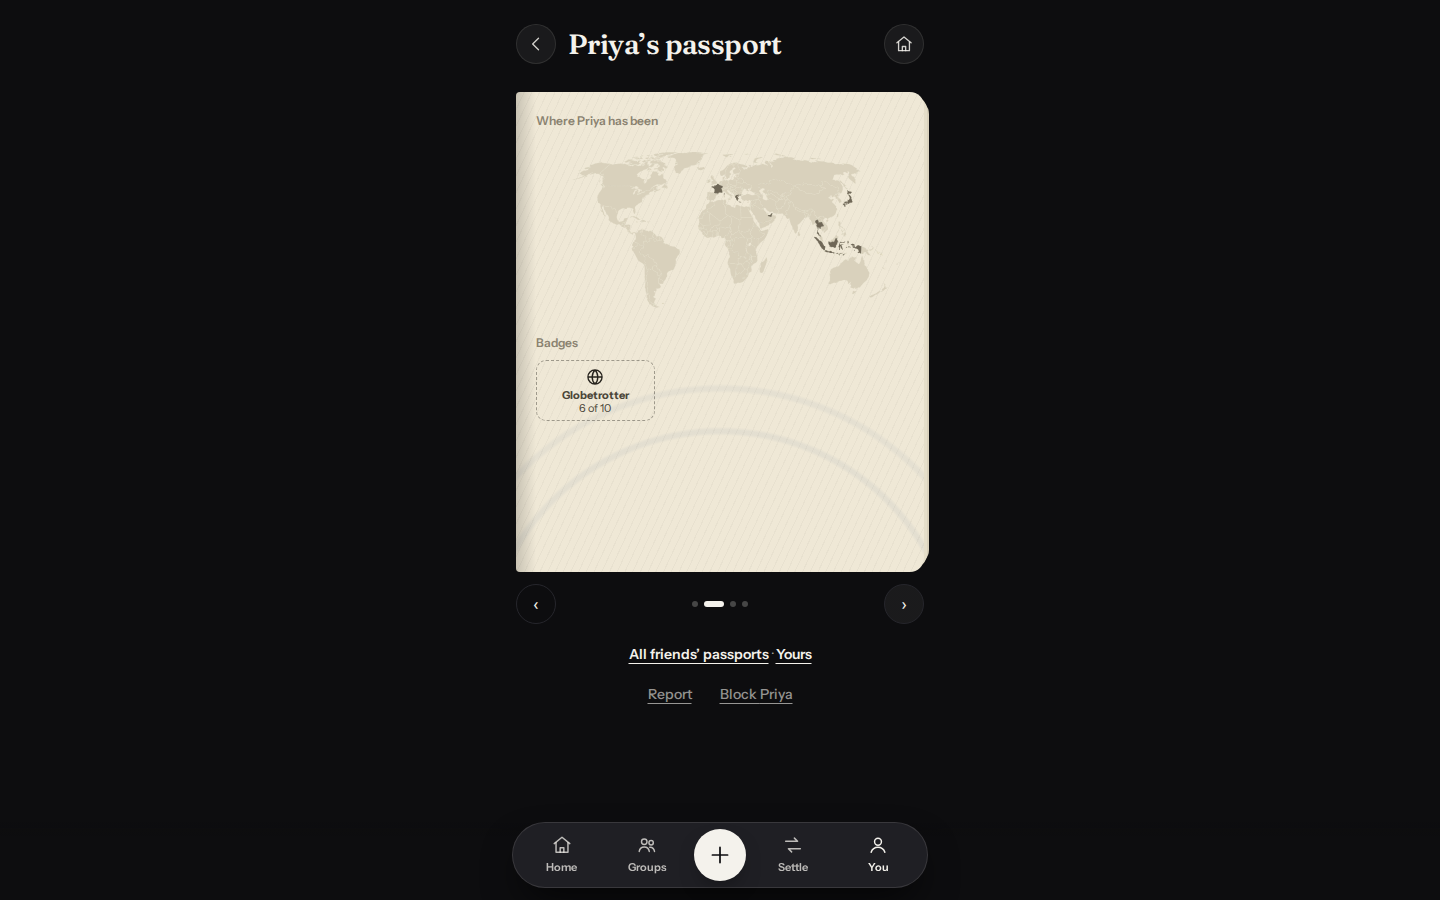 Priya’s passport
Where Priya has been
Badges
Globetrotter
6 of 10
‹
›
All friends’ passports · Yours
Report Block Priya
Home Groups Settle You